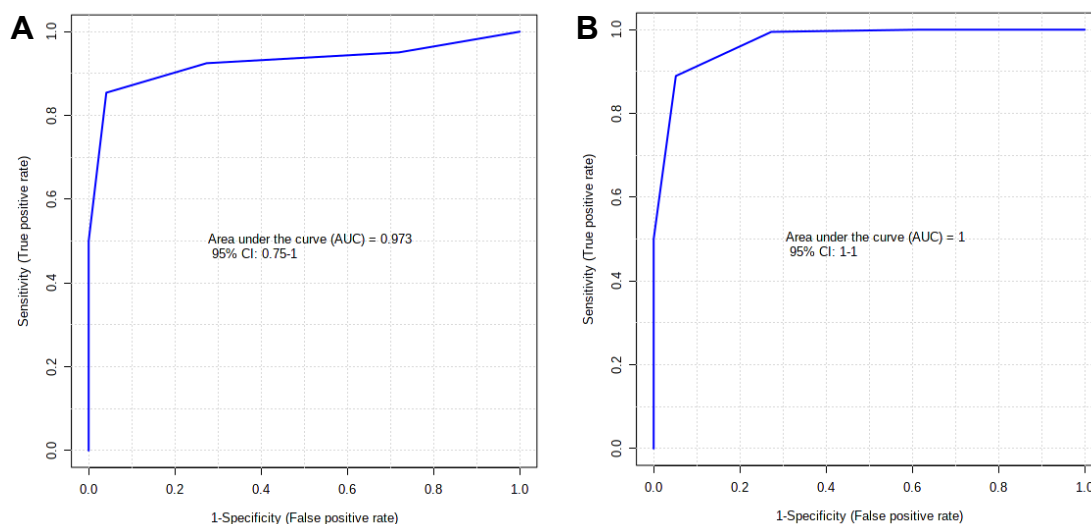 A
1.0
0.8
0.6
0.4
0.2
0.0
Sensitivity (True positive rate)
Area under the curve (AUC) = 0.973
95% CI: 0.75-1
0.0 0.2 0.4 0.6 0.8 1.0
1-Specificity (False positive rate)
B
1.0
0.8
0.6
0.4
0.2
0.0
Sensitivity (True positive rate)
Area under the curve (AUC) = 1
95% CI: 1-1
0.0 0.2 0.4 0.6 0.8 1.0
1-Specificity (False positive rate)